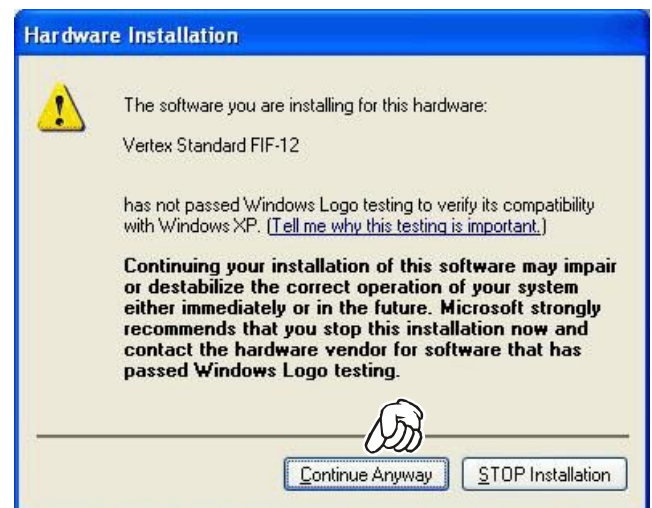 Hardware Installation
The software you are installing for this hardware:
Vertex Standard FIF-12
has not passed Windows Logo testing to verify its compatibility
with Windows XP. (Tell me why this testing is important.)
Continuing your installation of this software may impair
or destabilize the correct operation of your system
either immediately or in the future. Microsoft strongly
recommends that you stop this installation now and
contact the hardware vendor for software that has
passed Windows Logo testing.
Continue Anyway STOP Installation